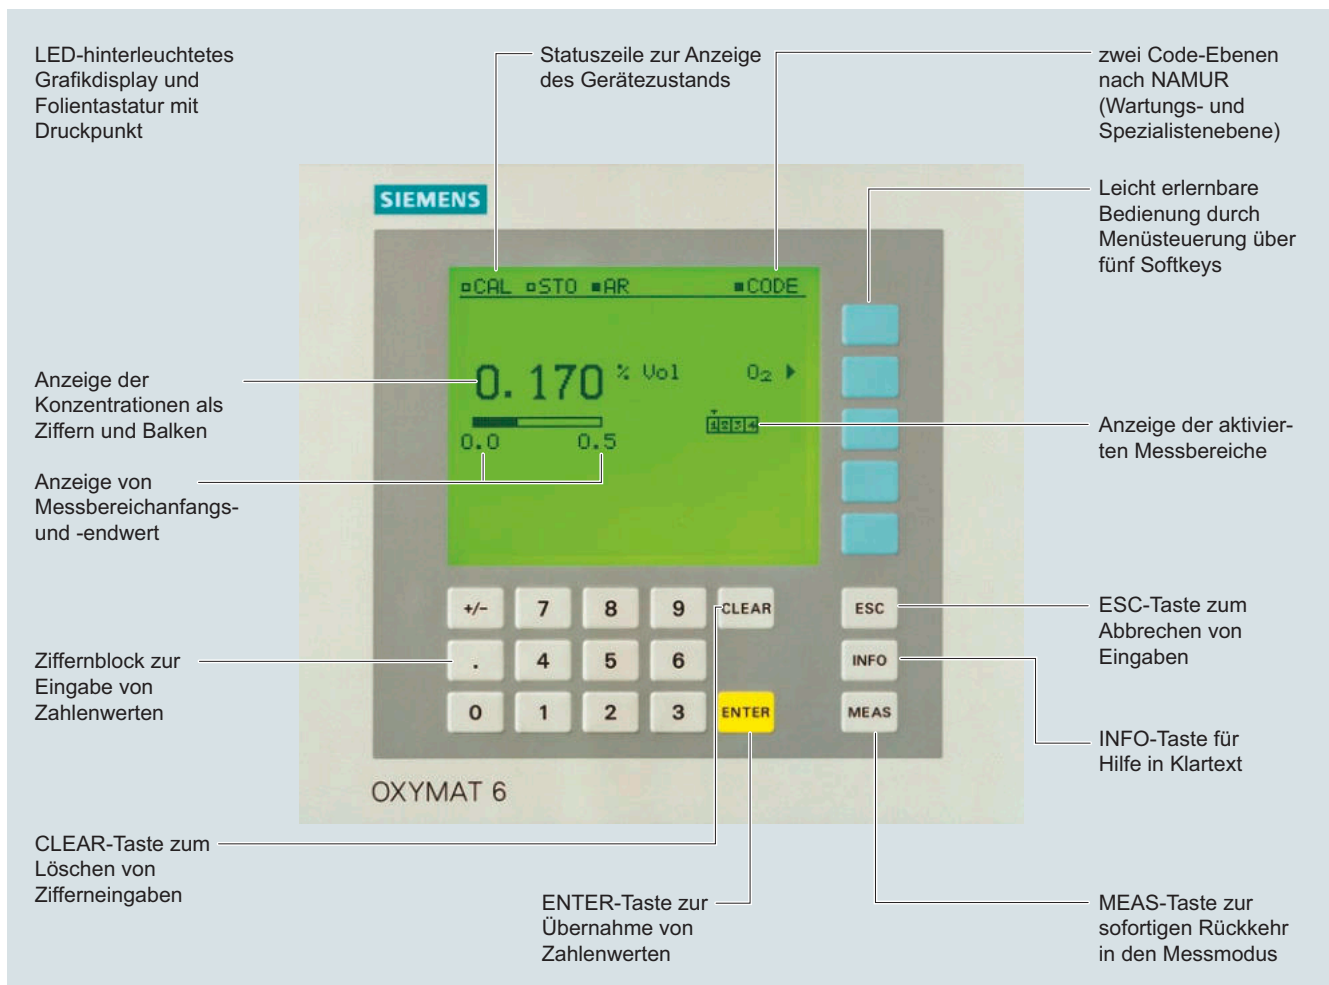 LED-hinterleuchtetes
Grafikdisplay und
Folientastatur mit
Druckpunkt
Statuszeile zur Anzeige
des Gerätezustands
zwei Code-Ebenen
nach NAMUR
(Wartungs- und
Spezialistenebene)
Leicht erlernbare
Bedienung durch
Menüsteuerung über
fünf Softkeys
SIEMENS
CAL STO AR CODE
0.170 % Vol O2
1 2 3 4
0.0 0.5
Anzeige der
Konzentrationen als
Ziffern und Balken
Anzeige der aktivier-
ten Messbereiche
Anzeige von
Messbereichanfangs-
und -endwert
+/- 7 8 9 CLEAR ESC
. 4 5 6 INFO
0 1 2 3 ENTER MEAS
OXYMAT 6
ESC-Taste zum
Abbrechen von
Eingaben
Ziffernblock zur
Eingabe von
Zahlenwerten
INFO-Taste für
Hilfe in Klartext
CLEAR-Taste zum
Löschen von
Zifferneingaben
ENTER-Taste zur
Übernahme von
Zahlenwerten
MEAS-Taste zur
sofortigen Rückkehr
in den Messmodus